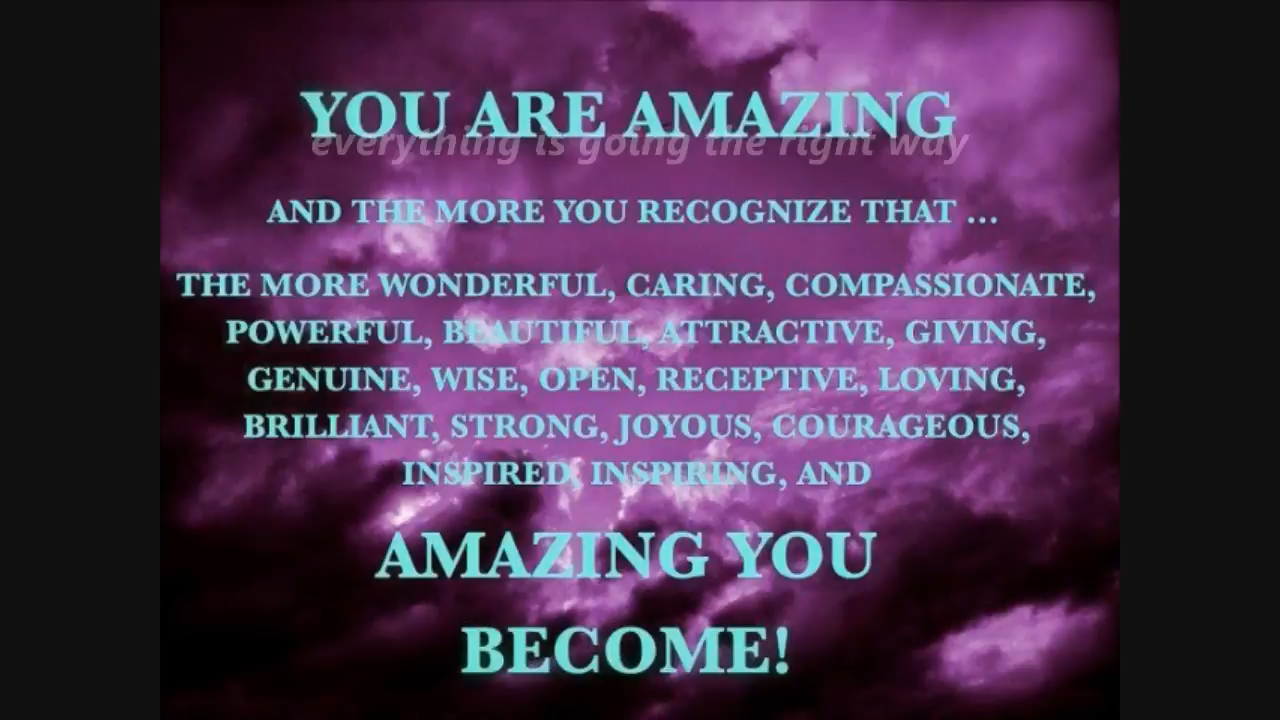 YOU ARE AMAZING
everything is going the right way
AND THE MORE YOU RECOGNIZE THAT ...
THE MORE WONDERFUL, CARING, COMPASSIONATE,
POWERFUL, BEAUTIFUL, ATTRACTIVE, GIVING,
GENUINE, WISE, OPEN, RECEPTIVE, LOVING,
BRILLIANT, STRONG, JOYOUS, COURAGEOUS,
INSPIRED, INSPIRING, AND
AMAZING YOU
BECOME!